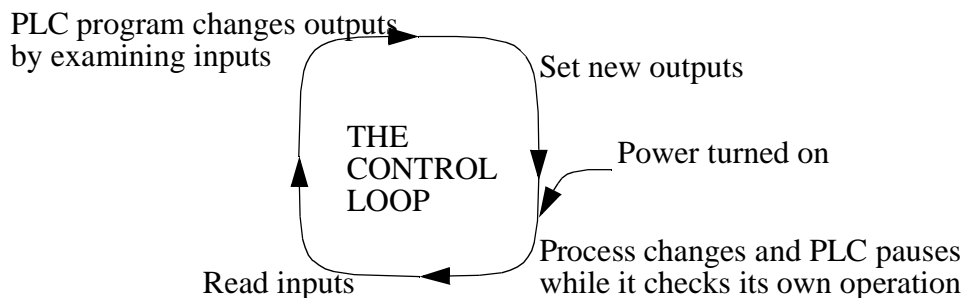 PLC program changes outputs
by examining inputs
Set new outputs
THE
CONTROL
LOOP
Power turned on
Process changes and PLC pauses
while it checks its own operation
Read inputs